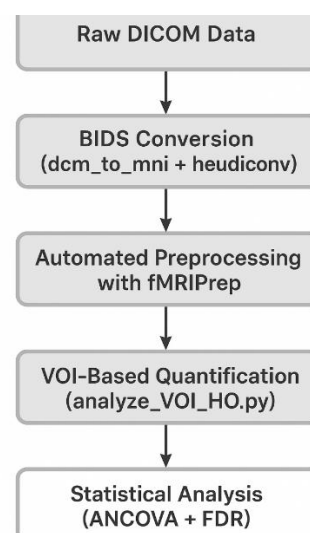 Raw DICOM Data
BIDS Conversion
(dcm_to_mni + heudiconv)
Automated Preprocessing
with fMRIPrep
VOI-Based Quantification
(analyze_VOI_HO.py)
Statistical Analysis
(ANCOVA + FDR)